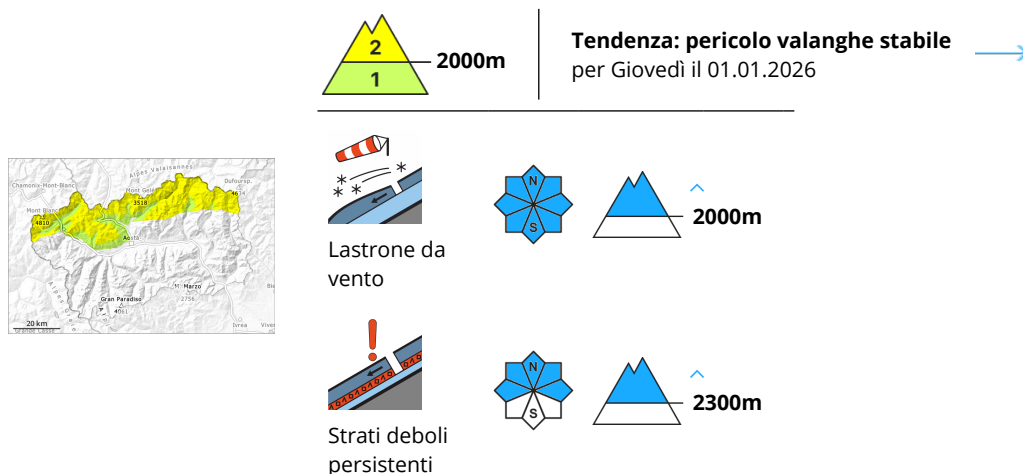 2
1
2000m
Tendenza: pericolo valanghe stabile
per Giovedì il 01.01.2026
Alpes Valaisannes
Chamonix-Mont-Blanc
Mont Gelé
3518
Dufoursp.
Mont Blanc
4810
Aosta
Gran Paradiso
2756
4061
Ivrea
20 km
Grande Casse
N
S
2000m
Lastrone da
vento
N
S
2300m
Strati deboli
persistenti